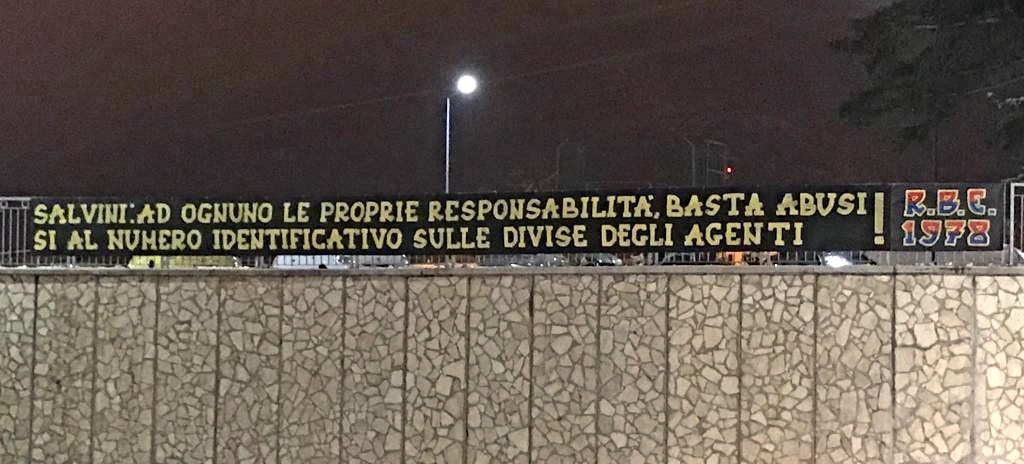 SALVINI: AD OGNUNO LE PROPRIE RESPONSABILITÀ, BASTA ABUSI!
SI AL NUMERO IDENTIFICATIVO SULLE DIVISE DEGLI AGENTI
R.B.C.
1978